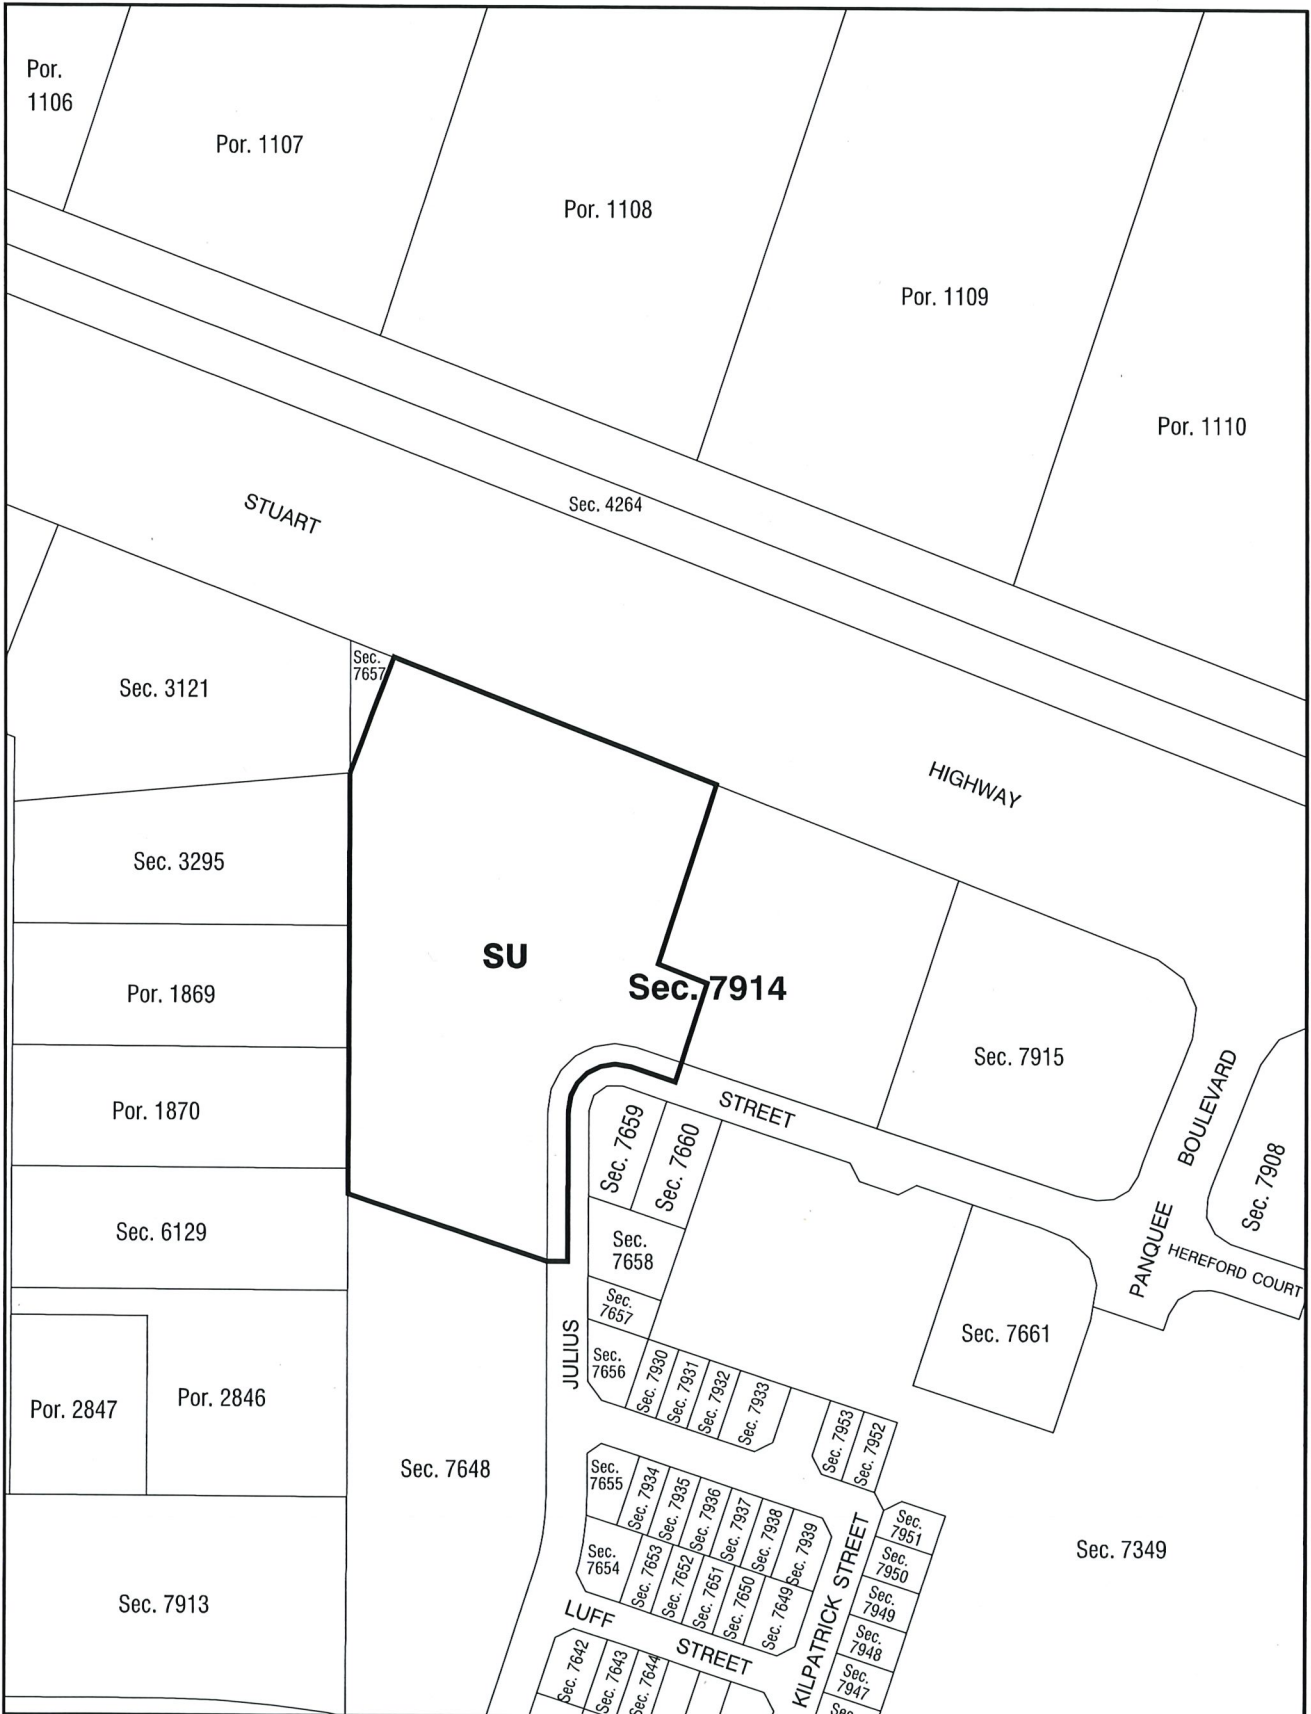 Por.
1106
Por. 1107
Por. 1108
Por. 1109
Por. 1110
Sec. 4264
STUART
HIGHWAY
Sec.
7657
Sec. 3121
Sec. 3295
SU
Sec. 7914
Por. 1869
Sec. 7915
Por. 1870
STREET
BOULEVARD
PANQUEE
Sec. 7908
HEREFORD COURT
Sec. 7659
Sec. 7660
Sec. 6129
Sec.
7658
Sec.
7657
Sec.
7656
JULIUS
Sec. 7661
Sec. 7930
Sec. 7931
Sec. 7932
Sec. 7933
Sec. 7953
Sec. 7952
Por. 2847
Por. 2846
Sec. 7648
Sec.
7655
Sec. 7934
Sec. 7935
Sec. 7936
Sec. 7937
Sec. 7938
Sec. 7939
Sec.
7654
Sec. 7653
Sec. 7652
Sec. 7651
Sec. 7650
Sec. 7649
KILPATRICK STREET
Sec.
7951
Sec.
7950
Sec.
7949
Sec.
7948
Sec.
7947
Sec. 7349
Sec. 7913
LUFF
STREET
Sec. 7642
Sec. 7643
Sec. 7644